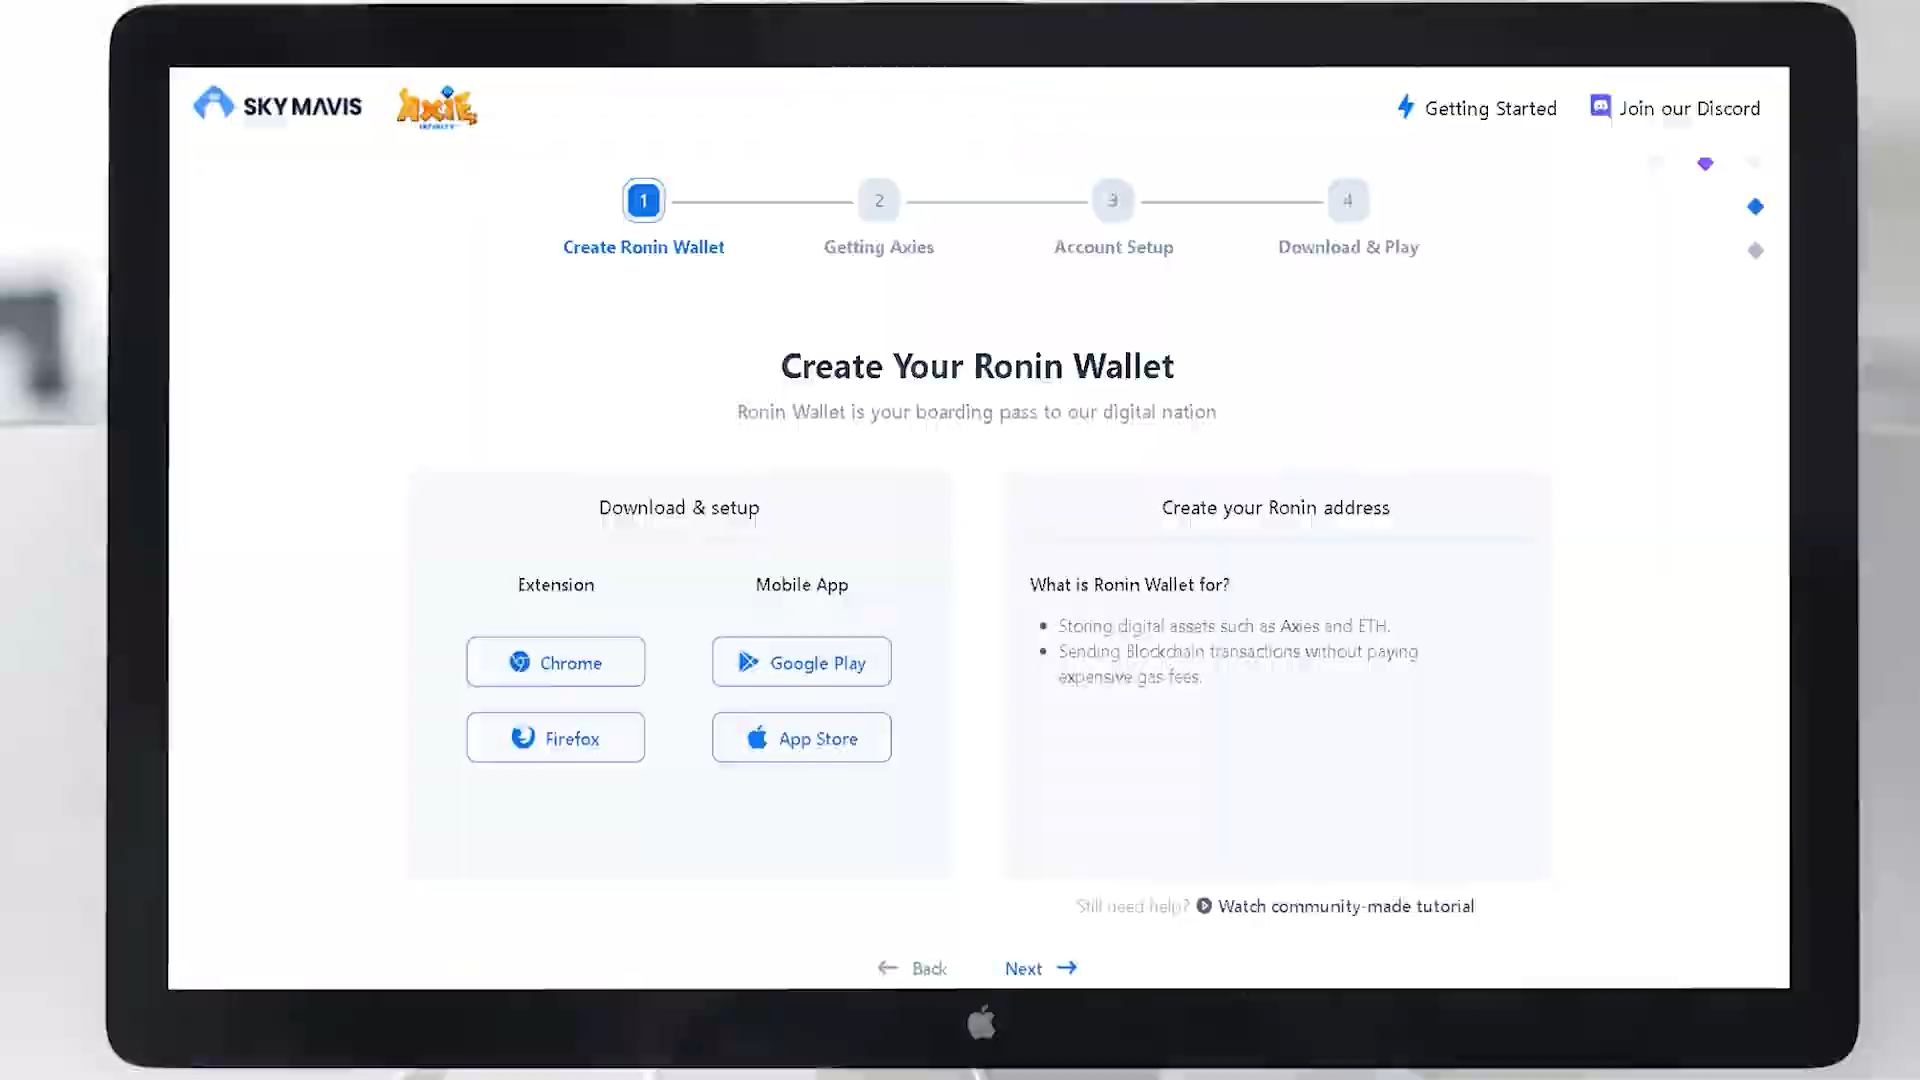 SKY MAVIS
AXIE
INFINITY
Getting Started
Join our Discord
1
2
3
4
Create Ronin Wallet
Getting Axies
Account Setup
Download & Play
Create Your Ronin Wallet
Ronin Wallet is your boarding pass to our digital nation
Download & setup
Extension
Mobile App
Chrome
Google Play
Firefox
App Store
Create your Ronin address
What is Ronin Wallet for?
Storing digital assets such as Axies and ETH.
Sending Blockchain transactions without paying
expensive gas fees.
Still need help? Watch community-made tutorial
Back
Next